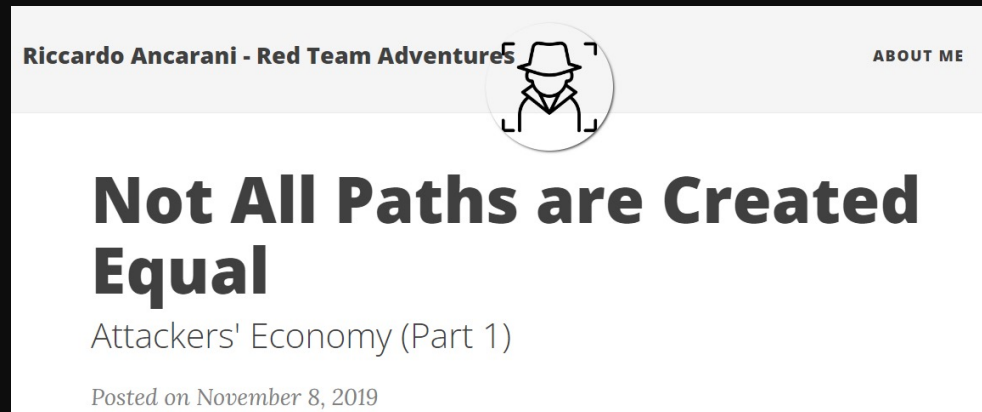 Riccardo Ancarani - Red Team Adventures
ABOUT ME
Not All Paths are Created
Equal
Attackers' Economy (Part 1)
Posted on November 8, 2019